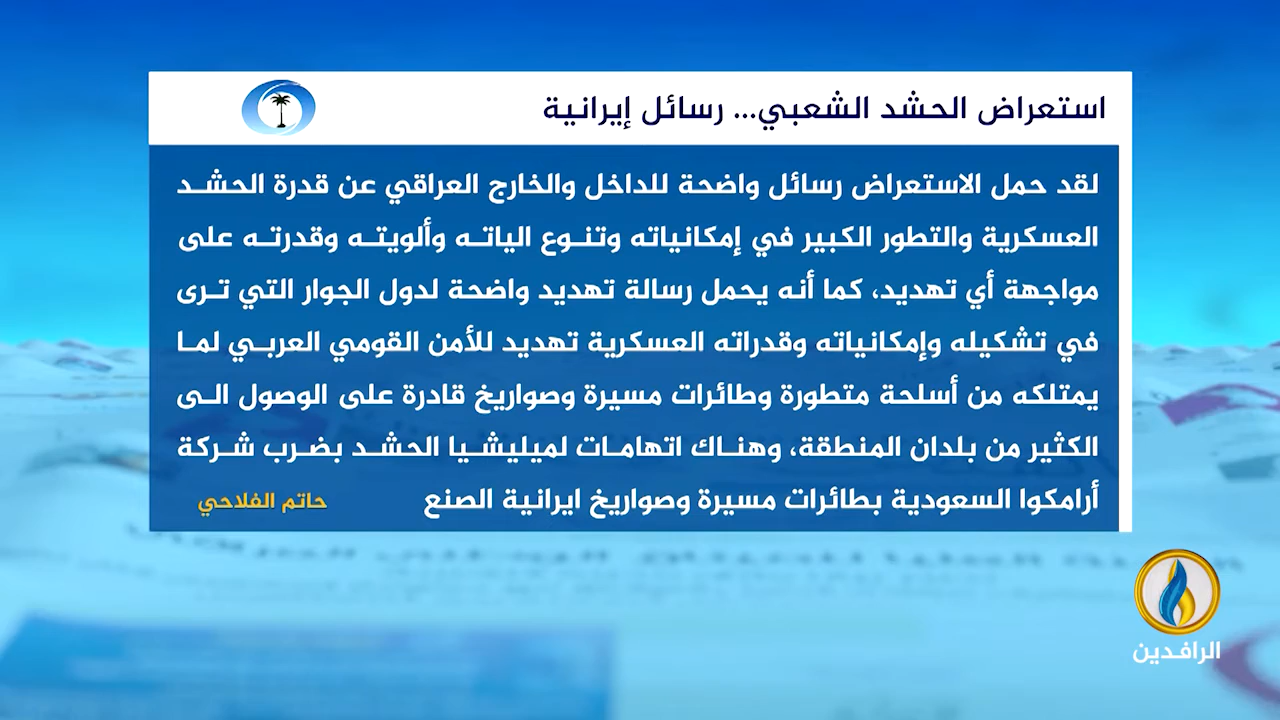 استعراض الحشد الشعبي... رسائل إيرانية
لقد حمل الاستعراض رسائل واضحة للداخل والخارج العراقي عن قدرة الحشد
العسكرية والتطور الكبير في إمكانياته وتنوع الياته وألويته وقدرته على
مواجهة أي تهديد، كما أنه يحمل رسالة تهديد واضحة لدول الجوار التي ترى
في تشكيله وإمكانياته وقدراته العسكرية تهديد للأمن القومي العربي لما
يمتلكه من أسلحة متطورة وطائرات مسيرة وصواريخ قادرة على الوصول الى
الكثير من بلدان المنطقة، وهناك اتهامات لميليشيا الحشد بضرب شركة
أرامكوا السعودية بطائرات مسيرة وصواريخ ايرانية الصنع
حاتم الفلاحي
الرافدين